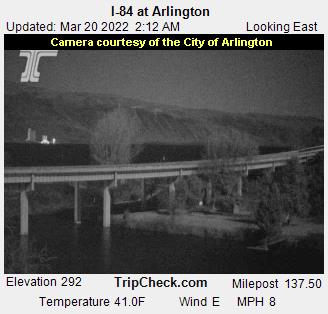 I-84 at Arlington
Updated: Mar 20 2022 2:12 AM Looking East
Camera courtesy of the City of Arlington
Elevation 292 TripCheck.com Milepost 137.50
Temperature 41.0F Wind E MPH 8